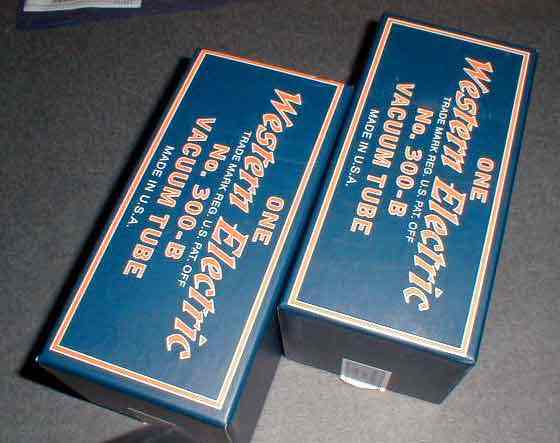 ONE
Western Electric
TRADE MARK REG. U.S. PAT. OFF
No. 300-B
VACUUM TUBE
MADE IN U.S.A.
ONE
Western Electric
TRADE MARK REG. U.S. PAT. OFF
No. 300-B
VACUUM TUBE
MADE IN U.S.A.